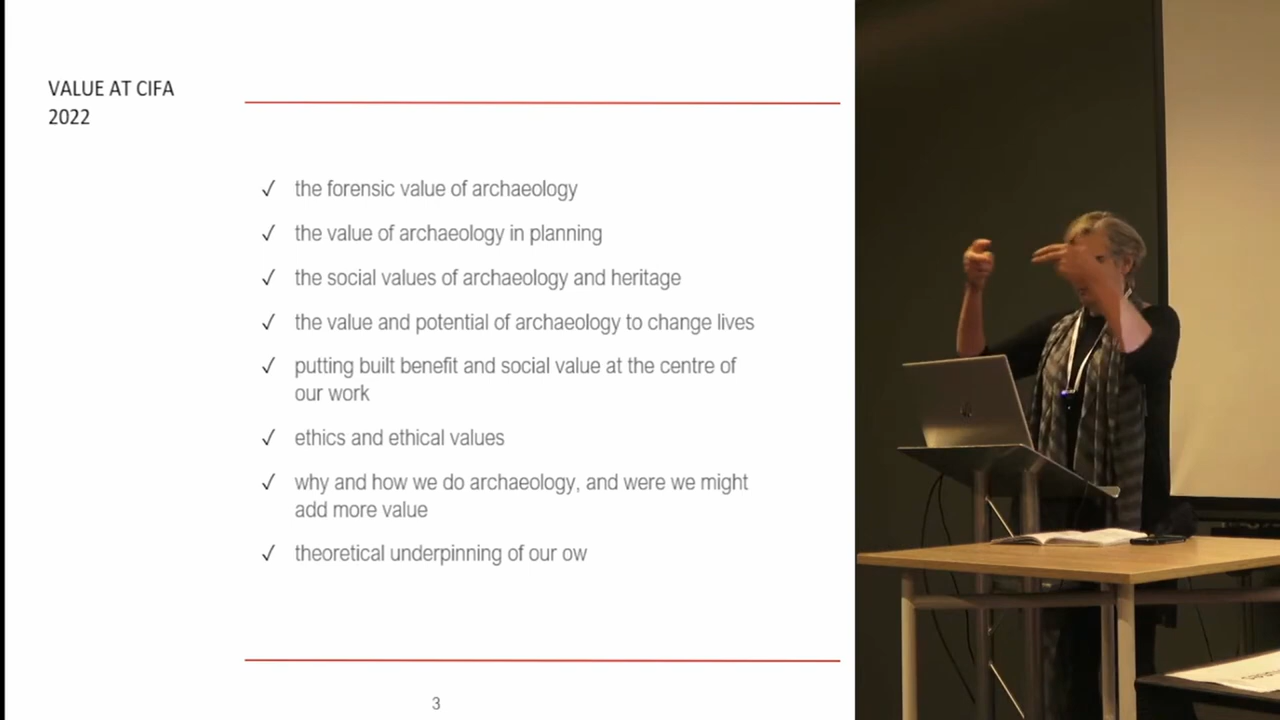 VALUE AT CIFA
2022
✓ the forensic value of archaeology
✓ the value of archaeology in planning
✓ the social values of archaeology and heritage
✓ the value and potential of archaeology to change lives
✓ putting built benefit and social value at the centre of
our work
✓ ethics and ethical values
✓ why and how we do archaeology, and were we might
add more value
✓ theoretical underpinning of our ow
3